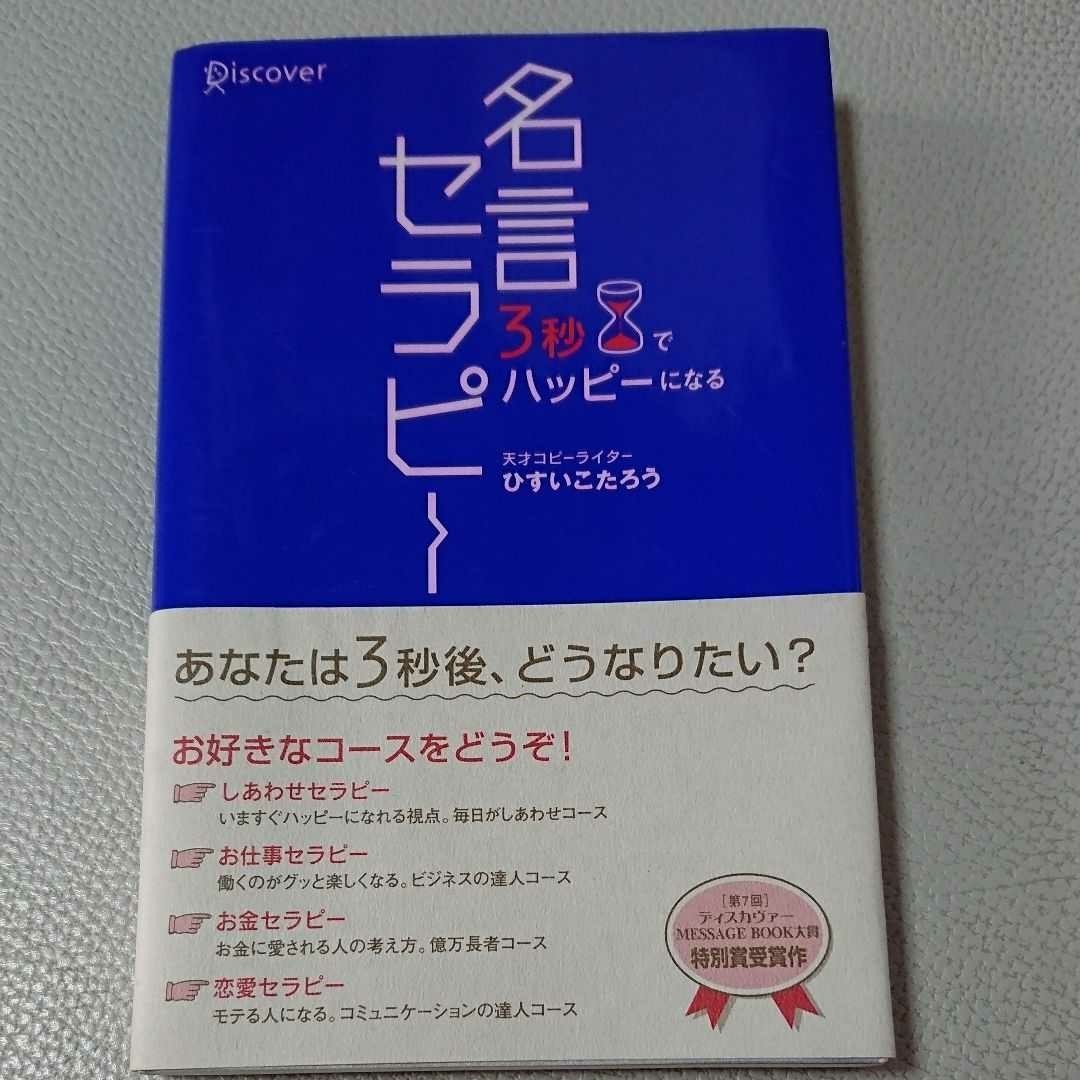 Discover
名言
セラピー
3秒で
ハッピーになる
天才コピーライター
ひすいこたろう
あなたは3秒後、どうなりたい？
お好きなコースをどうぞ！
しあわせセラピー
いますぐハッピーになれる視点。毎日がしあわせコース
お仕事セラピー
働くのがグッと楽しくなる。ビジネスの達人コース
お金セラピー
お金に愛される人の考え方。億万長者コース
恋愛セラピー
モテる人になる。コミュニケーションの達人コース
［第7回］
ディスカヴァー
MESSAGE BOOK大賞
特別賞受賞作